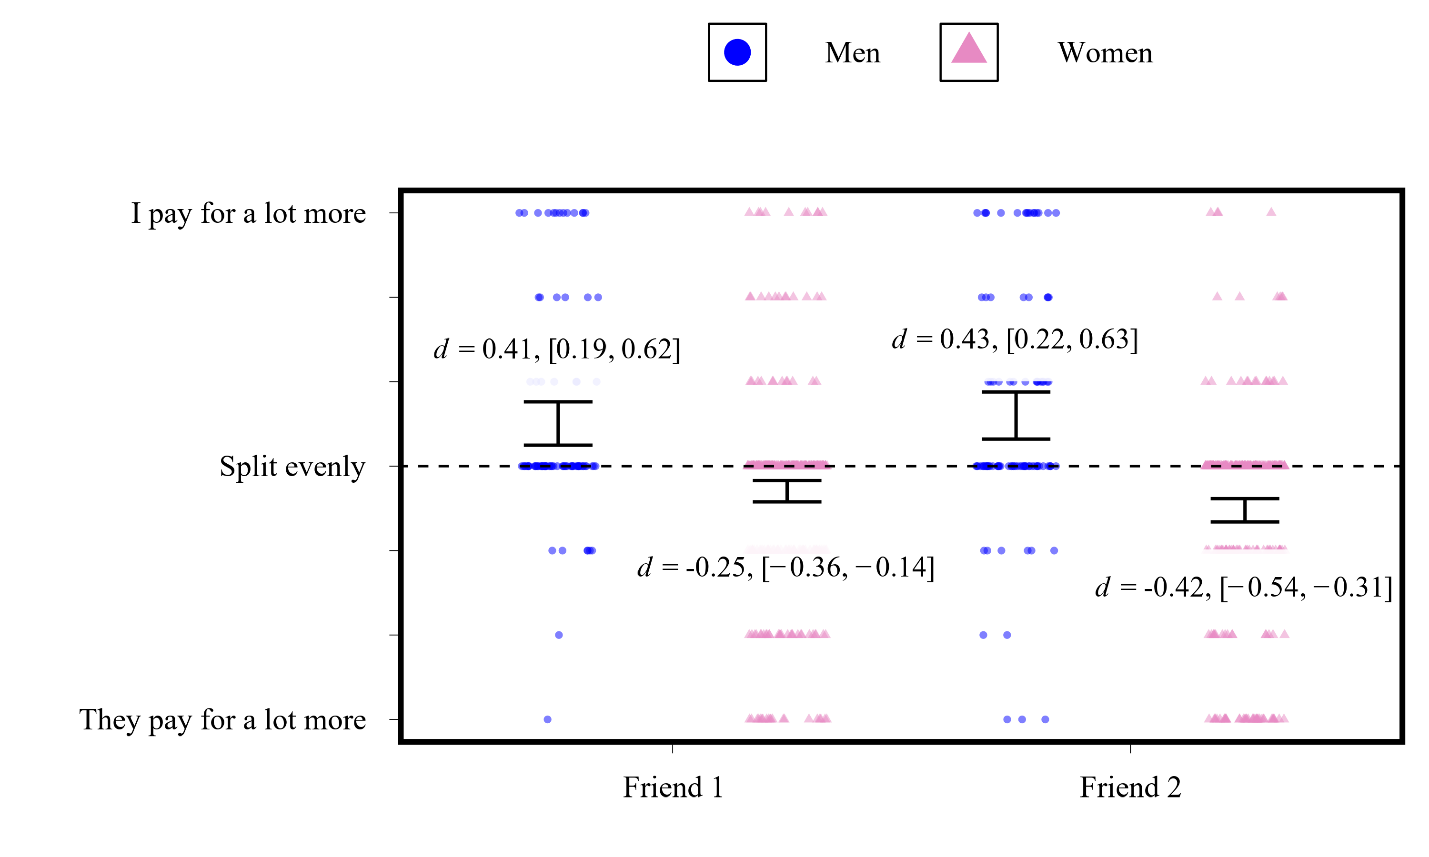 Men Women
I pay for a lot more
d = 0.43, [0.22, 0.63]
d = 0.41, [0.19, 0.62]
Split evenly
d = -0.25, [−0.36, −0.14]
d = -0.42, [−0.54, −0.31]
They pay for a lot more
Friend 1 Friend 2